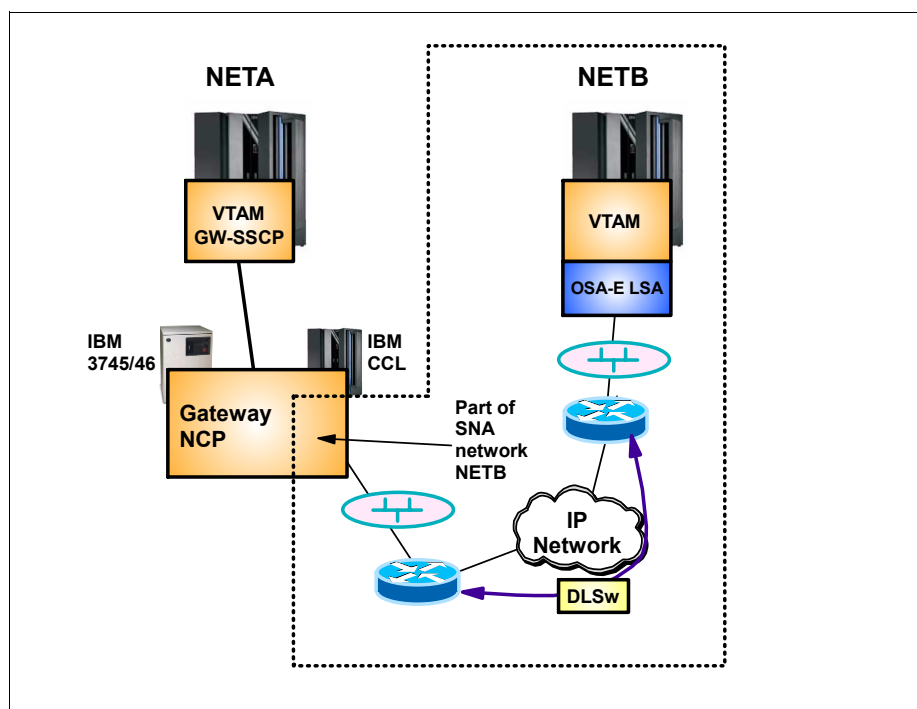 NETA
NETB
VTAM
GW-SSCP
VTAM
OSA-E LSA
IBM
3745/46
IBM
CCL
Gateway
NCP
Part of
SNA
network
NETB
IP
Network
DLSw